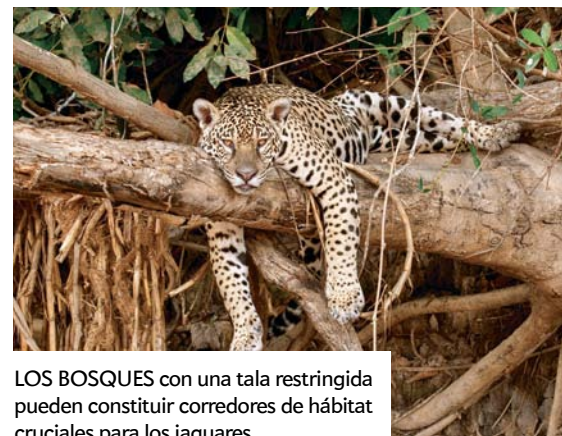 LOS BOSQUES con una tala restringida
pueden constituir corredores de hábitat
cruciales para los jaguares